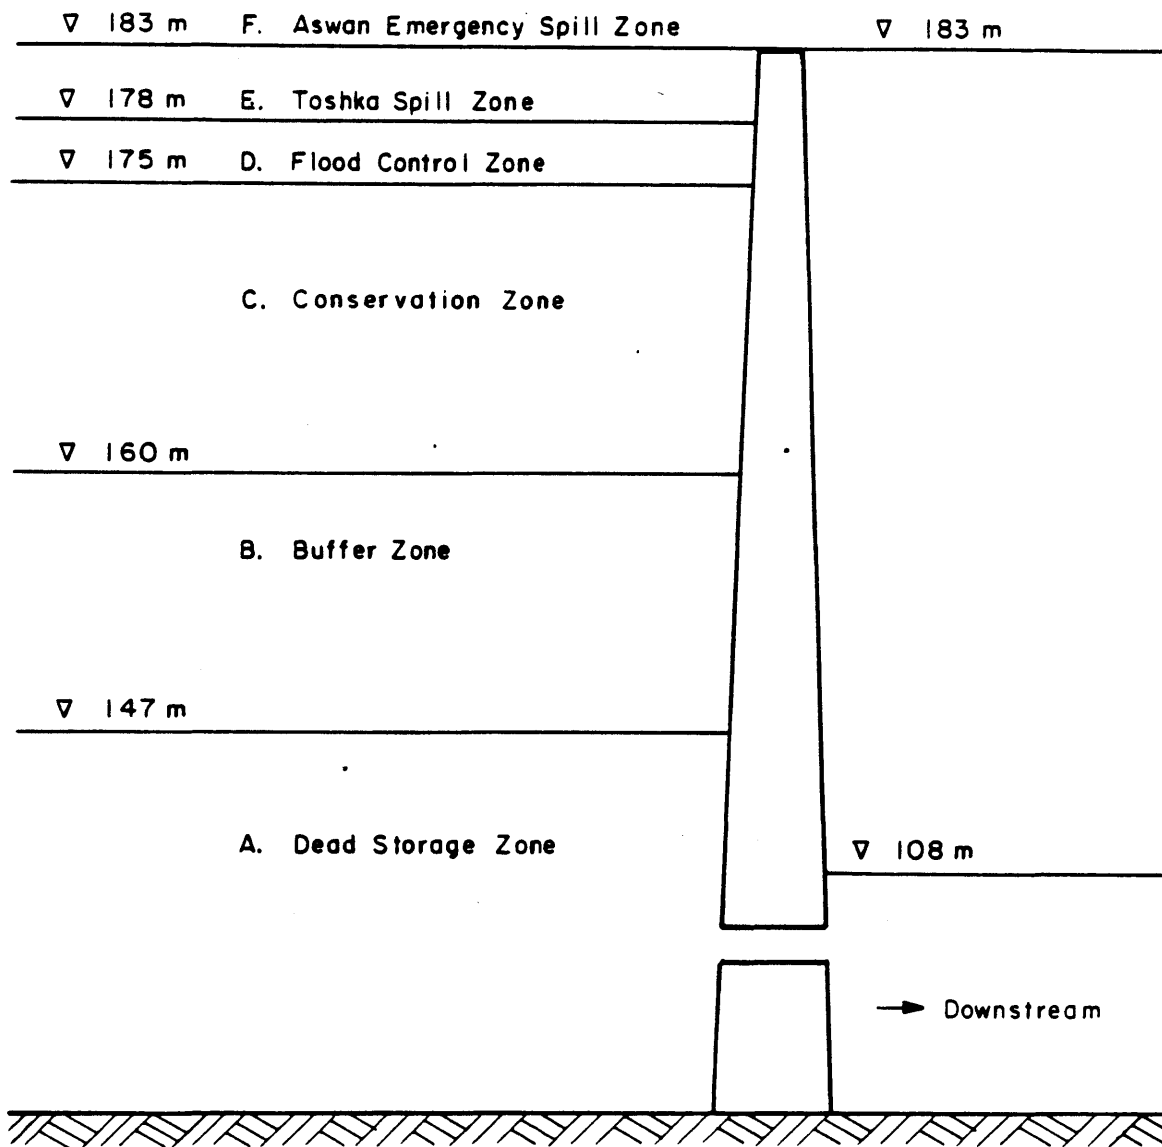 ∇ 183 m F. Aswan Emergency Spill Zone ∇ 183 m
∇ 178 m E. Toshka Spill Zone
∇ 175 m D. Flood Control Zone
C. Conservation Zone
∇ 160 m
B. Buffer Zone
∇ 147 m
A. Dead Storage Zone
∇ 108 m
Downstream